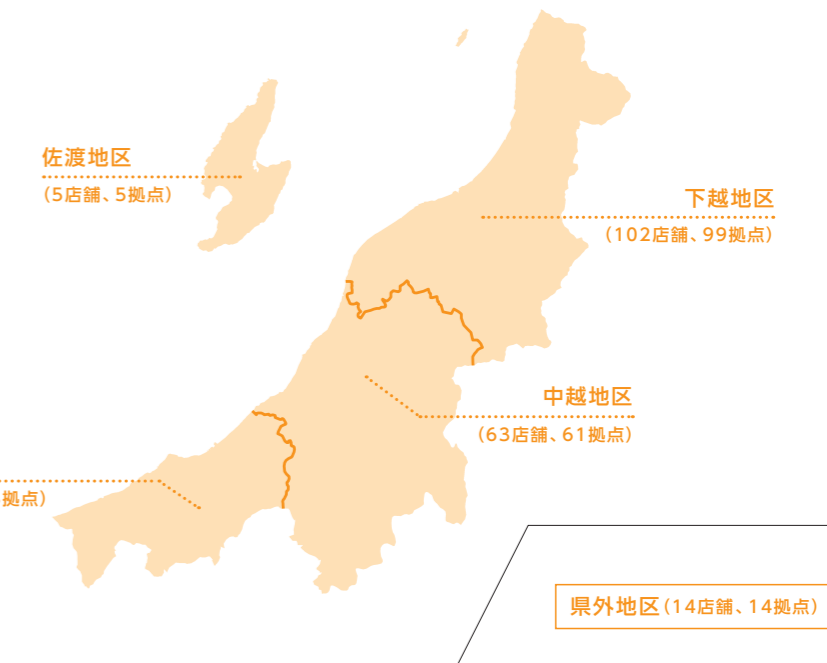 佐渡地区
(5店舗、5拠点)
下越地区
(102店舗、99拠点)
中越地区
(63店舗、61拠点)
拠点)
県外地区(14店舗、14拠点)